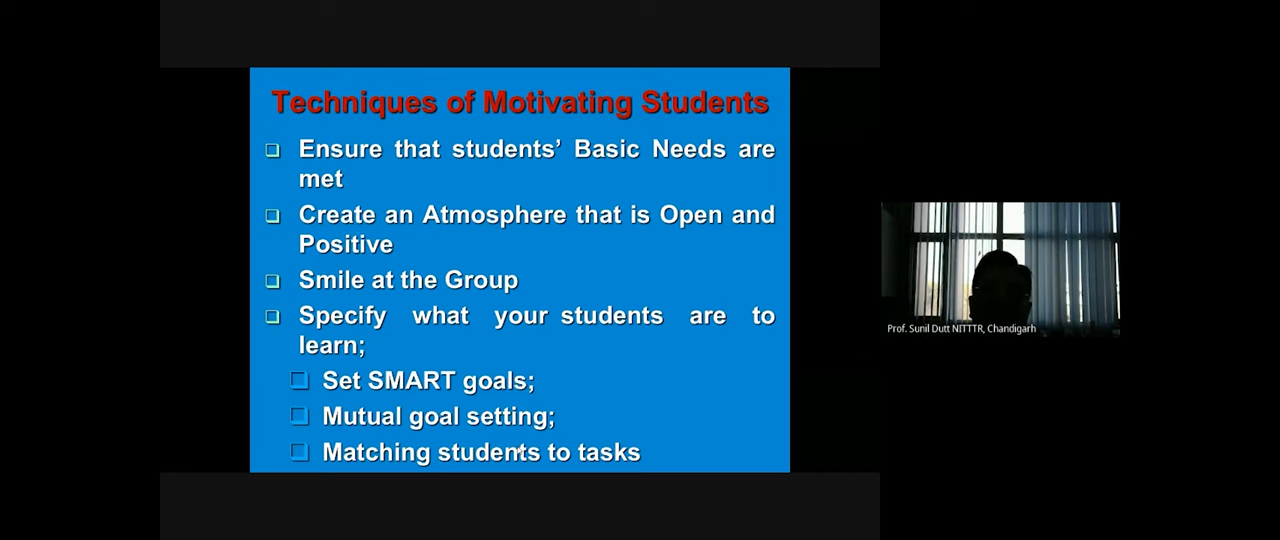 Techniques of Motivating Students
Ensure that students’ Basic Needs are
met
Create an Atmosphere that is Open and
Positive
Smile at the Group
Specify what your students are to
learn;
Set SMART goals;
Mutual goal setting;
Matching students to tasks
Prof. Sunil Dutt NITTTR, Chandigarh